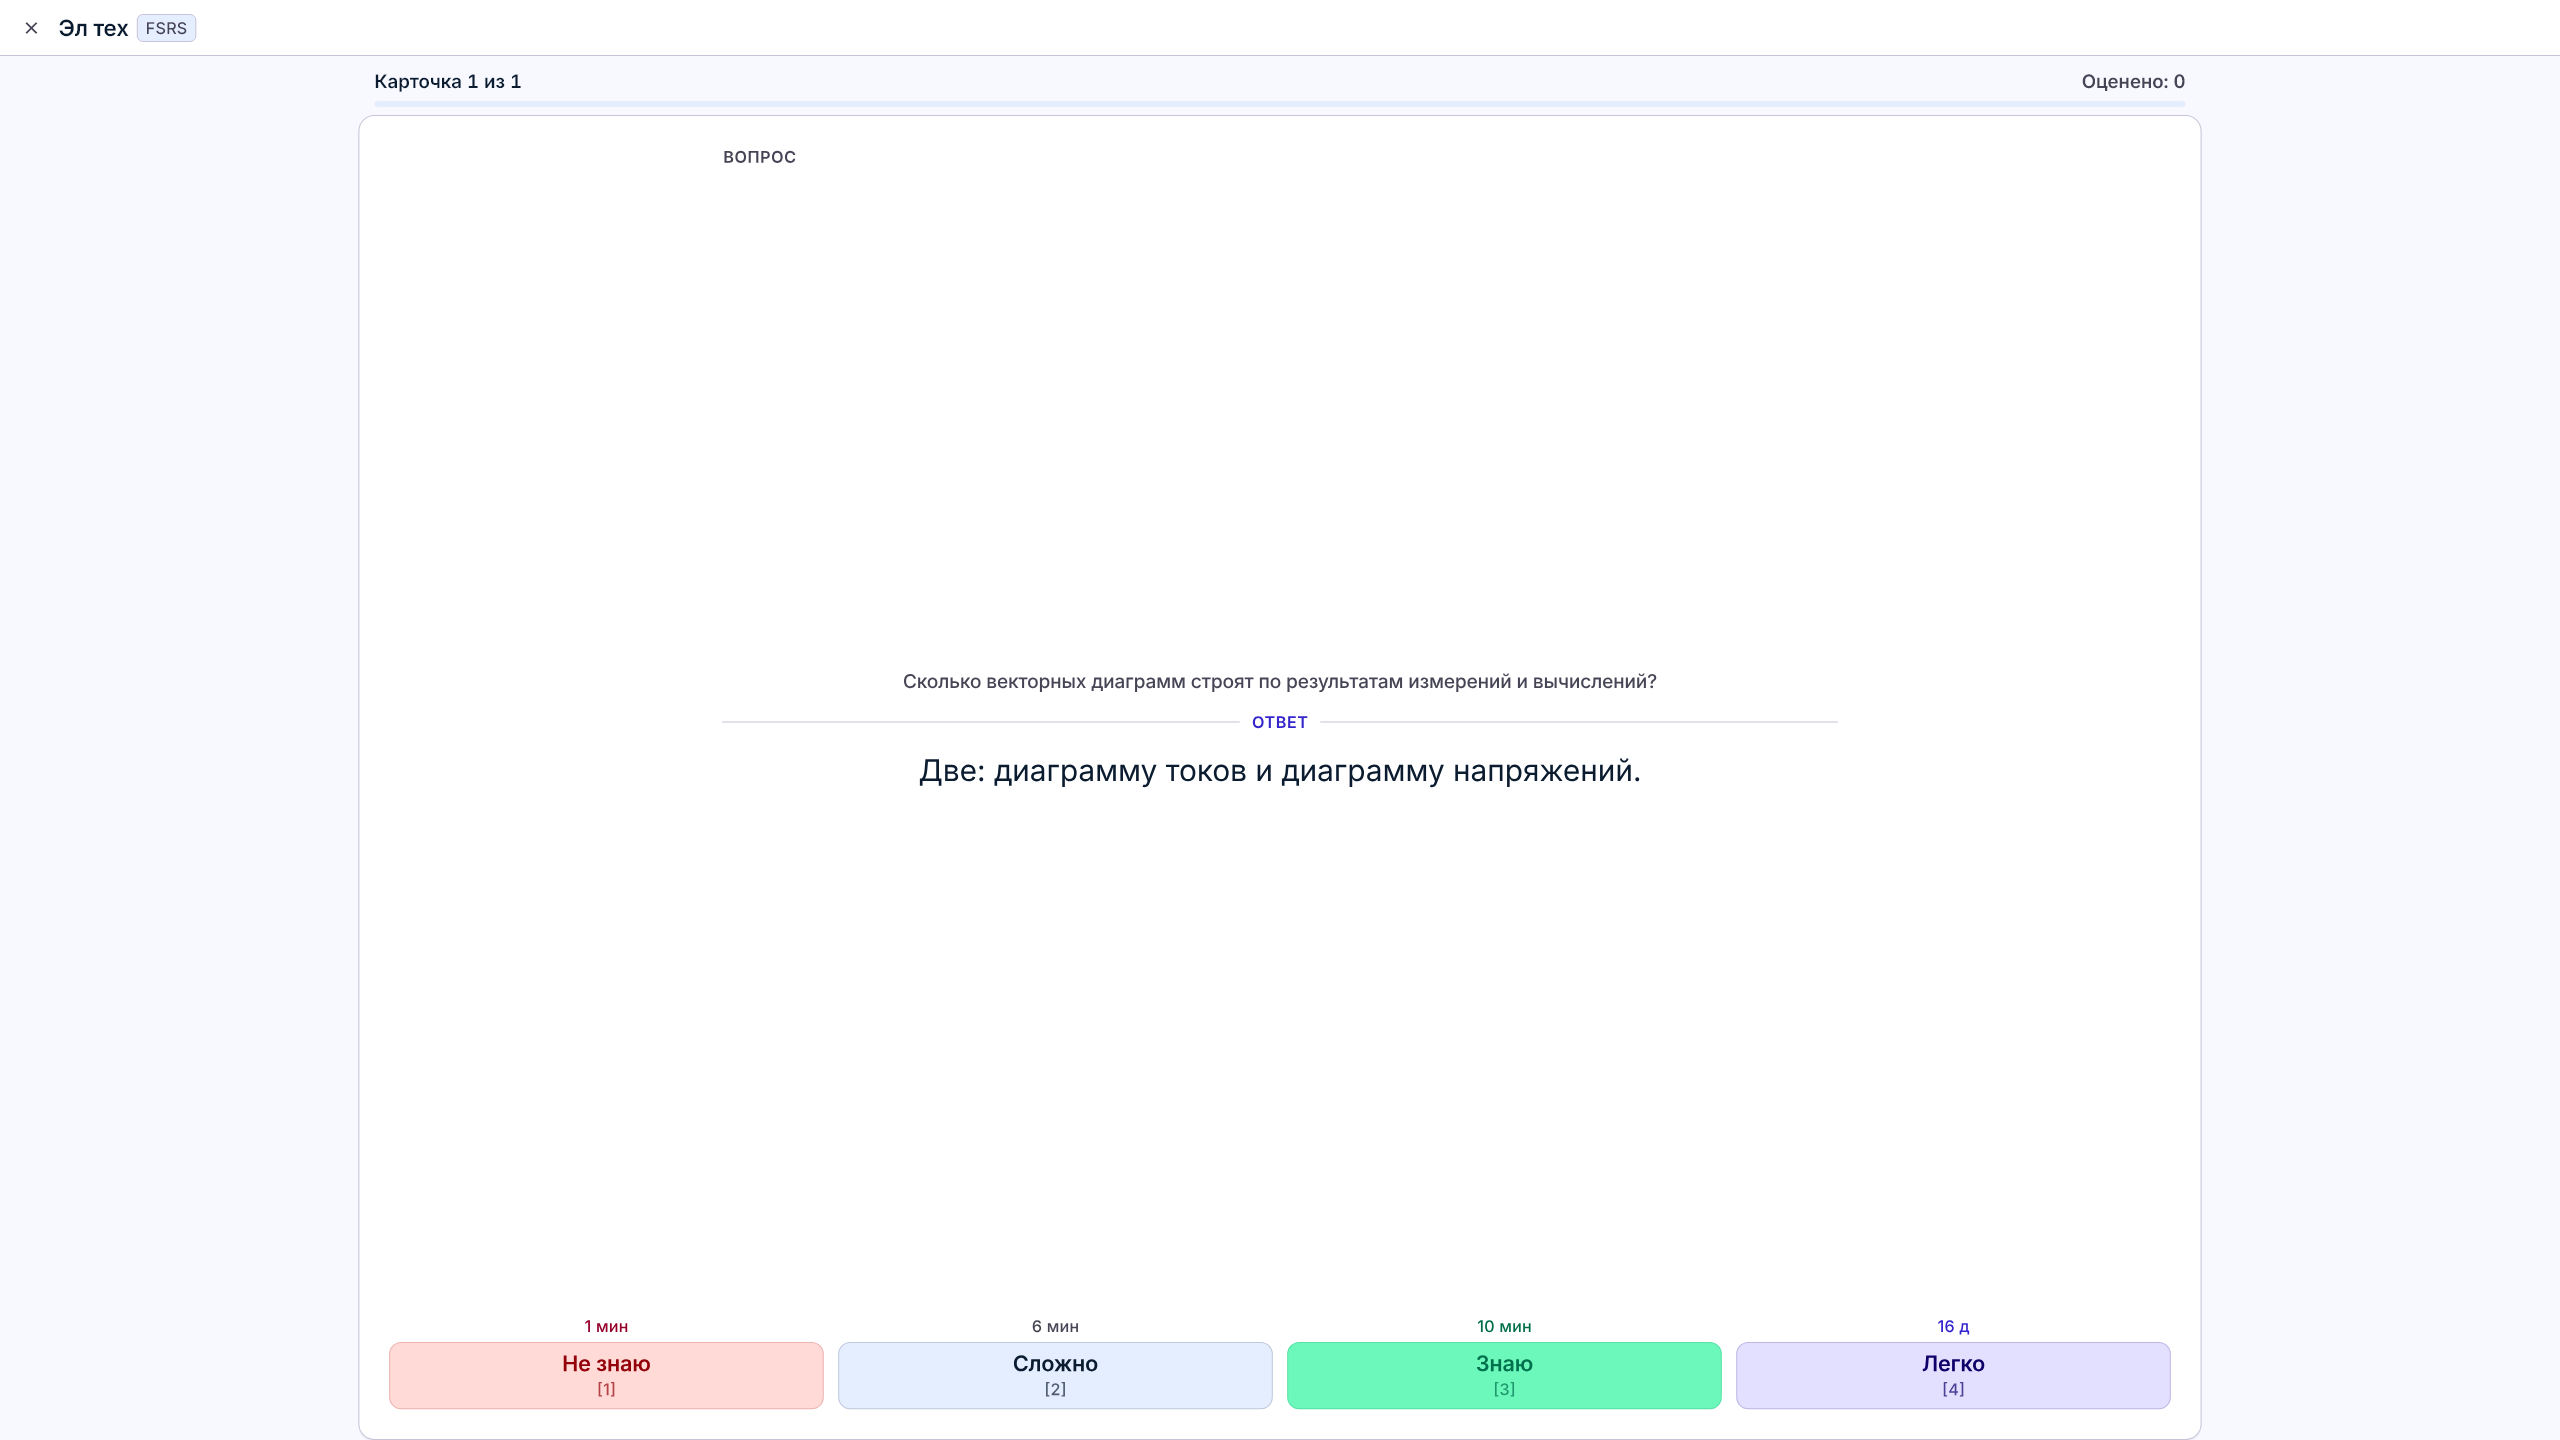 Эл тех FSRS
Карточка 1 из 1
Оценено: 0
ВОПРОС
Сколько векторных диаграмм строят по результатам измерений и вычислений?
ОТВЕТ
Две: диаграмму токов и диаграмму напряжений.
1 мин
Не знаю
[1]
6 мин
Сложно
[2]
10 мин
Знаю
[3]
16 д
Легко
[4]